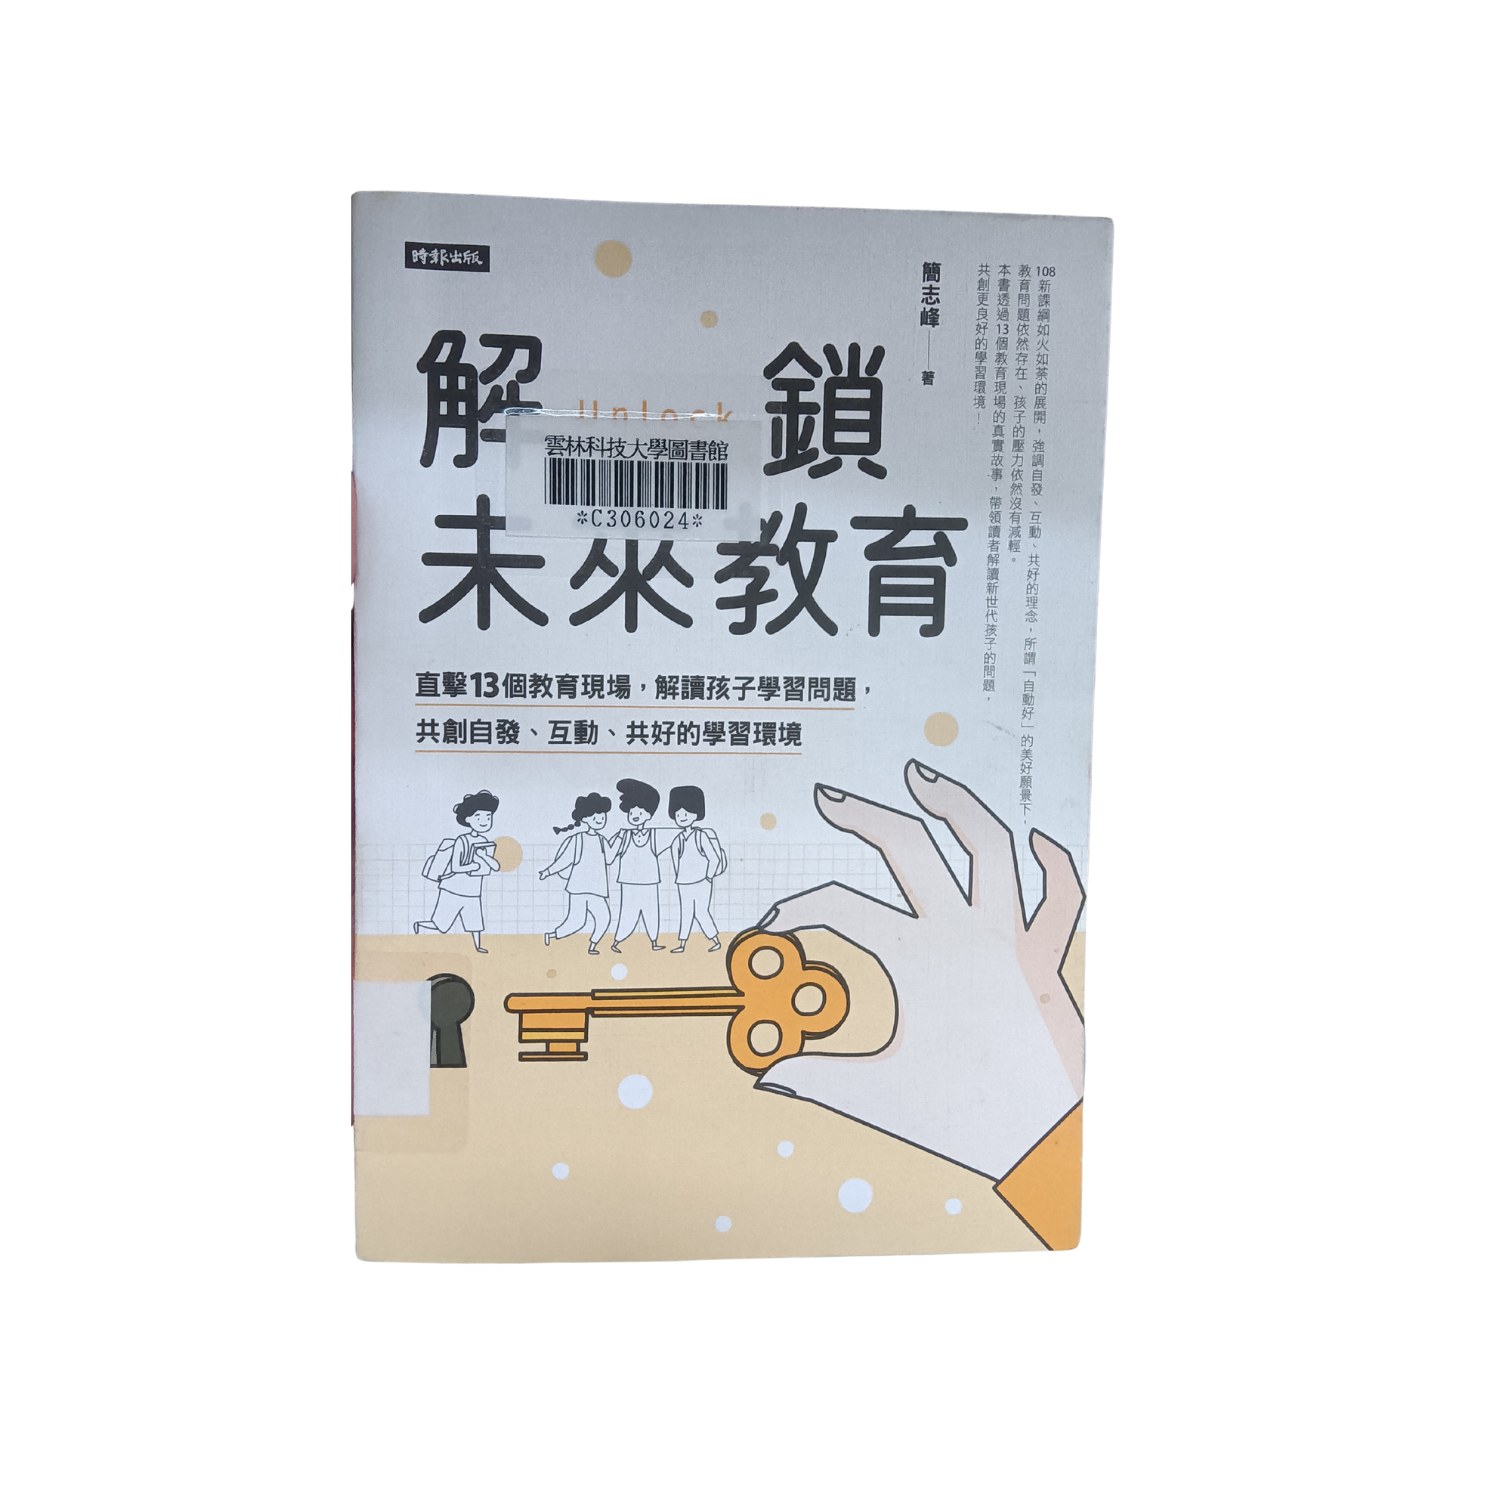 時報出版
解 鎖
Unlock
未來教育
雲林科技大學圖書館
*C306024*
直擊13個教育現場，解讀孩子學習問題，
共創自發、互動、共好的學習環境
簡志峰——著
108新課綱如火如荼的展開，強調自發、互動、共好的理念，所謂「自動好」的美好願景下，
教育問題依然存在、孩子的壓力依然沒有減輕。
本書透過13個教育現場的真實故事，帶領讀者解讀新世代孩子的問題，
共創更良好的學習環境！